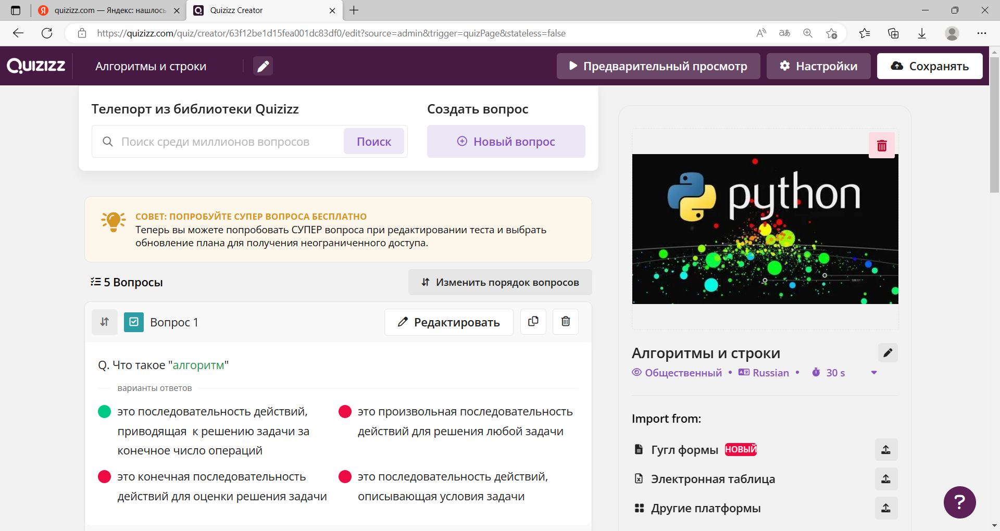 quizizz.com — Яндекс: нашлось
Quizizz Creator
https://quizizz.com/quiz/creator/63f12be1d15fea001dc83df0/edit?source=admin&trigger=quizPage&stateless=false
Quizizz
Алгоритмы и строки
Предварительный просмотр
Настройки
Сохранять
Телепорт из библиотеки Quizizz
Создать вопрос
Поиск среди миллионов вопросов
Поиск
Новый вопрос
СОВЕТ: ПОПРОБУЙТЕ СУПЕР ВОПРОСА БЕСПЛАТНО
Теперь вы можете попробовать СУПЕР вопроса при редактировании теста и выбрать
обновление плана для получения неограниченного доступа.
5 Вопросы
Изменить порядок вопросов
Вопрос 1
Редактировать
Q. Что такое "алгоритм"
варианты ответов
это последовательность действий,
приводящая к решению задачи за
конечное число операций
это произвольная последовательность
действий для решения любой задачи
это конечная последовательность
действий для оценки решения задачи
это последовательность действий,
описывающая условия задачи
python
Алгоритмы и строки
Общественный • Russian • 30 s
Import from:
Гугл формы НОВЫЙ
Электронная таблица
Другие платформы
?